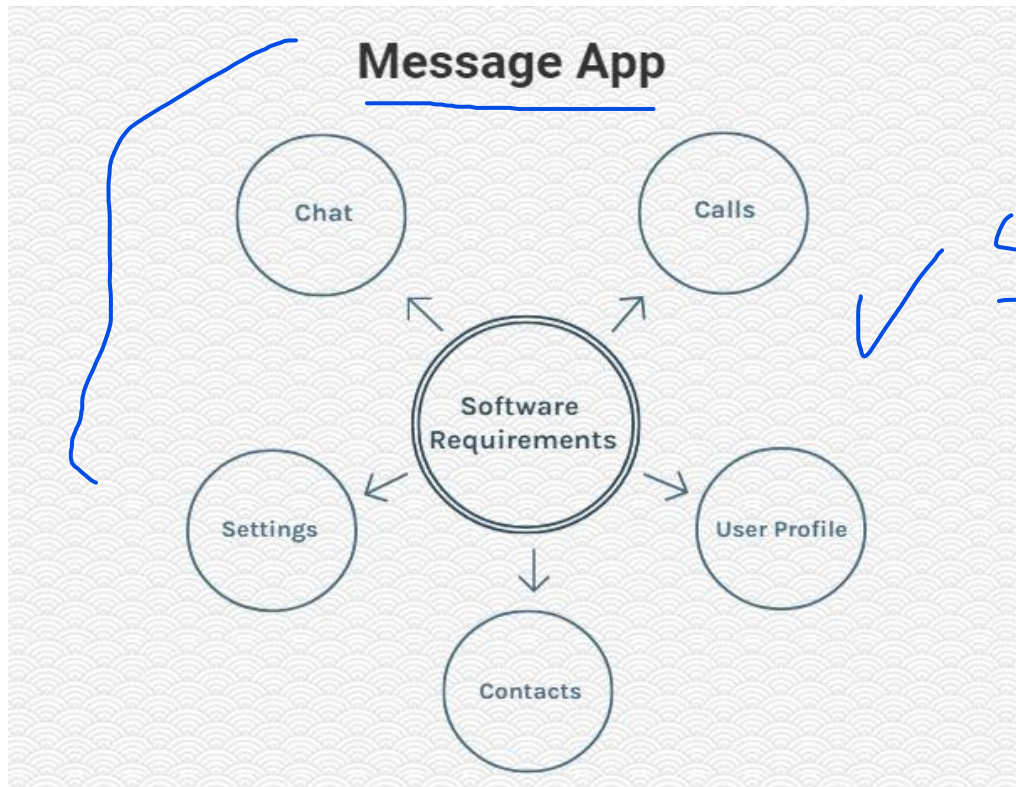 Message App
Chat
Calls
Software
Requirements
Settings
User Profile
Contacts